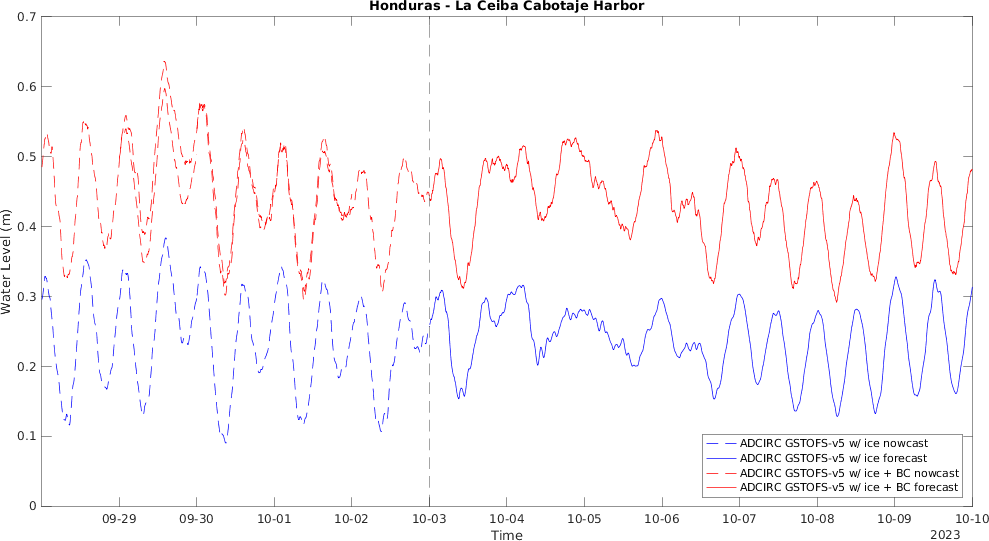 Honduras - La Ceiba Cabotaje Harbor
0.7
0.6
0.5
0.4
0.3
0.2
0.1
0
Water Level (m)
ADCIRC GSTOFS-v5 w/ ice nowcast
ADCIRC GSTOFS-v5 w/ ice forecast
ADCIRC GSTOFS-v5 w/ ice + BC nowcast
ADCIRC GSTOFS-v5 w/ ice + BC forecast
09-29 09-30 10-01 10-02 10-03 10-04 10-05 10-06 10-07 10-08 10-09 10-10
Time
2023